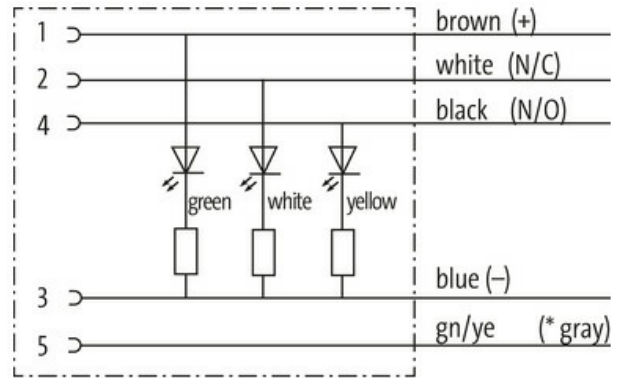 1 brown (+)
2 white (N/C)
4 black (N/O)
green white yellow
3 blue (–)
5 gn/ye (* gray)